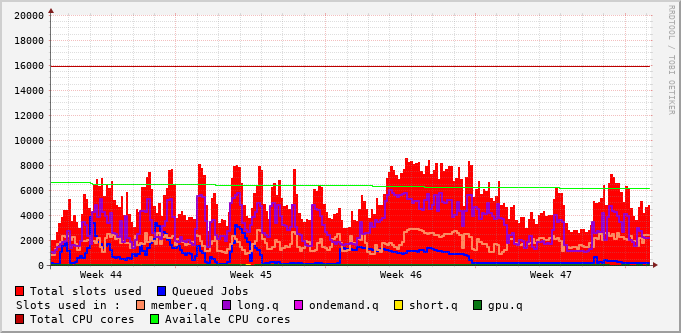 20000
18000
16000
14000
12000
10000
8000
6000
4000
2000
0
Week 44 Week 45 Week 46 Week 47
Total slots used Queued Jobs
Slots used in : member.q long.q ondemand.q short.q gpu.q
Total CPU cores Availale CPU cores
RRDTOOL / TOBI OETIKER